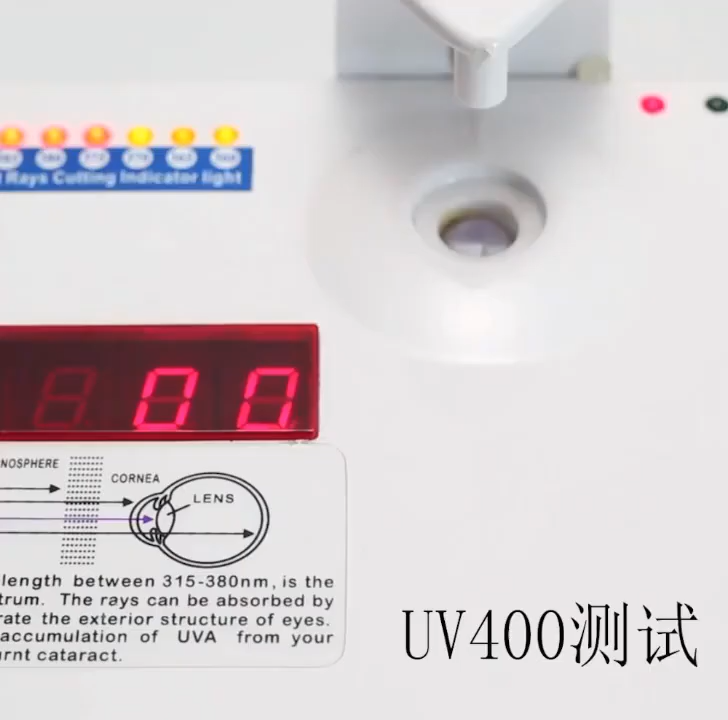 Rays Cutting Indicator light
00
NOSPHERE
CORNEA
LENS
length between 315-380nm, is the
trum. The rays can be absorbed by
rate the exterior structure of eyes.
accumulation of UVA from your
rnt cataract.
UV400测试